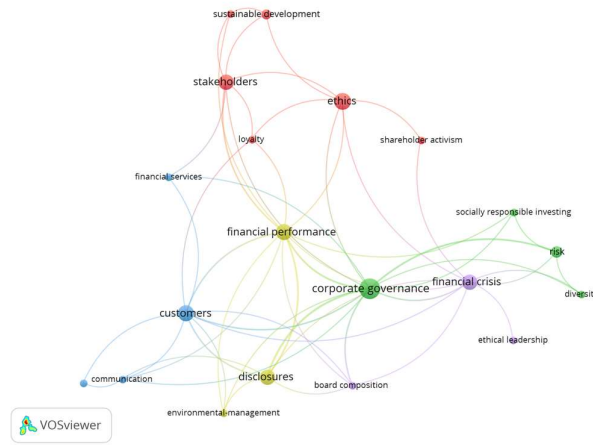 sustainable development
stakeholders
ethics
loyalty
shareholder activism
financial services
socially responsible investing
financial performance
risk
corporate governance
financial crisis
diversit
customers
ethical leadership
communication
disclosures
board composition
environmental-management
VOSviewer